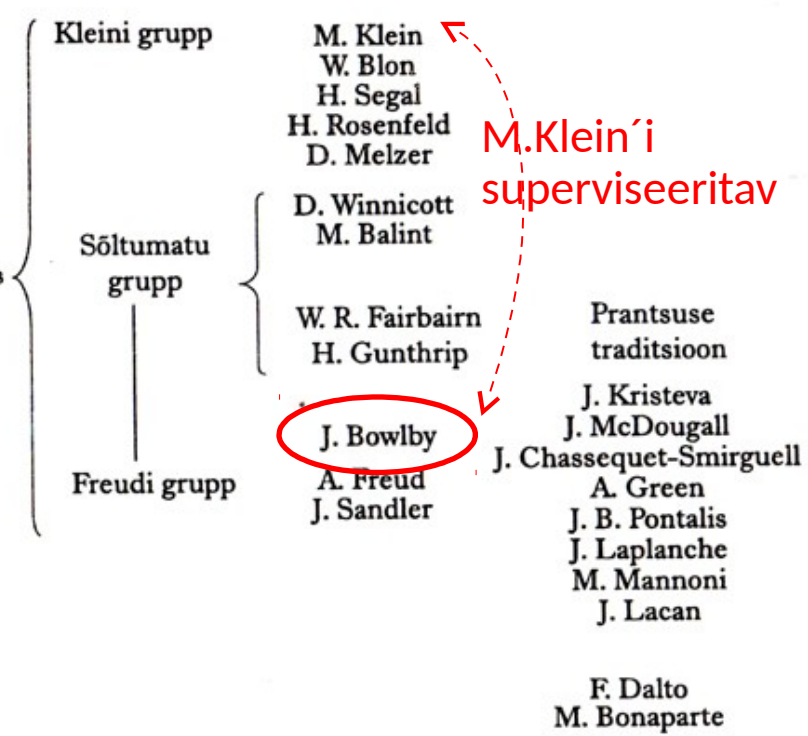 Kleini grupp
M. Klein
W. Blon
H. Segal
H. Rosenfeld
D. Melzer
M.Klein´i
superviseeritav
Sõltumatu
grupp
D. Winnicott
M. Balint
W. R. Fairbairn
H. Gunthrip
J. Bowlby
Freudi grupp
A. Freud
J. Sandler
Prantsuse
traditsioon
J. Kristeva
J. McDougall
J. Chassequet-Smirguell
A. Green
J. B. Pontalis
J. Laplanche
M. Mannoni
J. Lacan
F. Dalto
M. Bonaparte